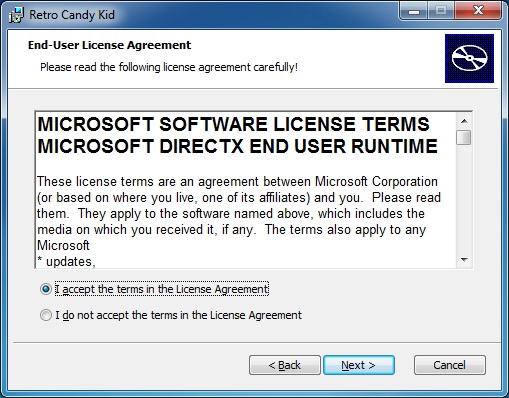 Retro Candy Kid
End-User License Agreement
Please read the following license agreement carefully!
MICROSOFT SOFTWARE LICENSE TERMS
MICROSOFT DIRECTX END USER RUNTIME
These license terms are an agreement between Microsoft Corporation
(or based on where you live, one of its affiliates) and you.  Please read
them.  They apply to the software named above, which includes the
media on which you received it, if any.  The terms also apply to any
Microsoft
* updates,
I accept the terms in the License Agreement
I do not accept the terms in the License Agreement
< Back
Next >
Cancel